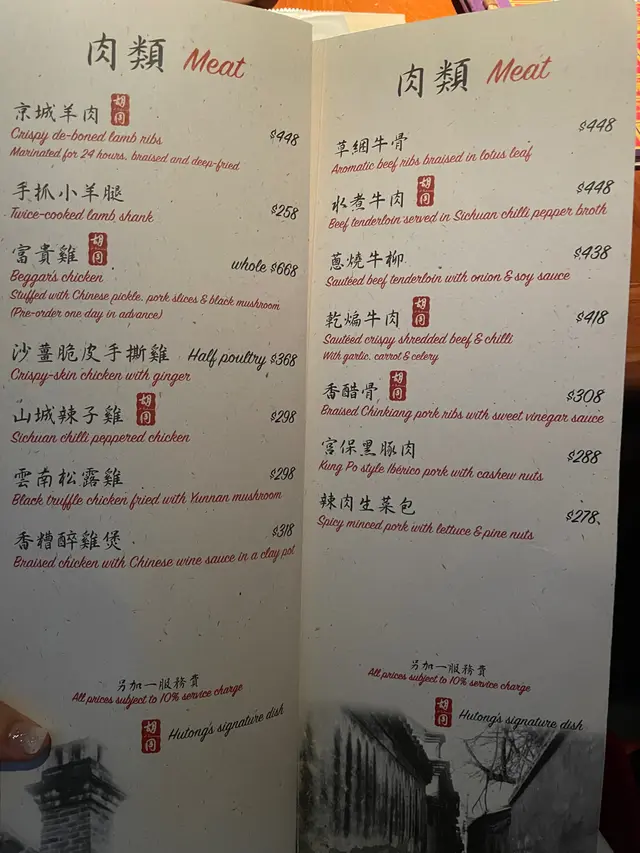 肉類 Meat
京城羊肉 胡同
Crispy de-boned lamb ribs $448
Marinated for 24 hours, braised and deep-fried
手抓小羊腿
Twice-cooked lamb shank $258
富貴雞 胡同
Beggar's chicken whole $668
Stuffed with Chinese pickle, pork slices & black mushroom
(Pre-order one day in advance)
沙薑脆皮手撕雞 Half poultry $368
Crispy-skin chicken with ginger
山城辣子雞 胡同 $298
Sichuan chilli peppered chicken
雲南松露雞 $298
Black truffle chicken fried with Yunnan mushroom
香糟醉雞煲 $318
Braised chicken with Chinese wine sauce in a clay pot
另加一服務費
All prices subject to 10% service charge
胡同 Hutong's signature dish
肉類 Meat
草綑牛骨 $448
Aromatic beef ribs braised in lotus leaf
水煮牛肉 胡同 $448
Beef tenderloin served in Sichuan chilli pepper broth
蔥燒牛柳 $438
Sautéed beef tenderloin with onion & soy sauce
乾煸牛肉 胡同 $418
Sautéed crispy shredded beef & chilli
With garlic, carrot & celery
香醋骨 胡同 $308
Braised Chinkiang pork ribs with sweet vinegar sauce
宮保黑豚肉 $288
Kung Po style Ibérico pork with cashew nuts
辣肉生菜包 $278
Spicy minced pork with lettuce & pine nuts
另加一服務費
All prices subject to 10% service charge
胡同 Hutong's signature dish